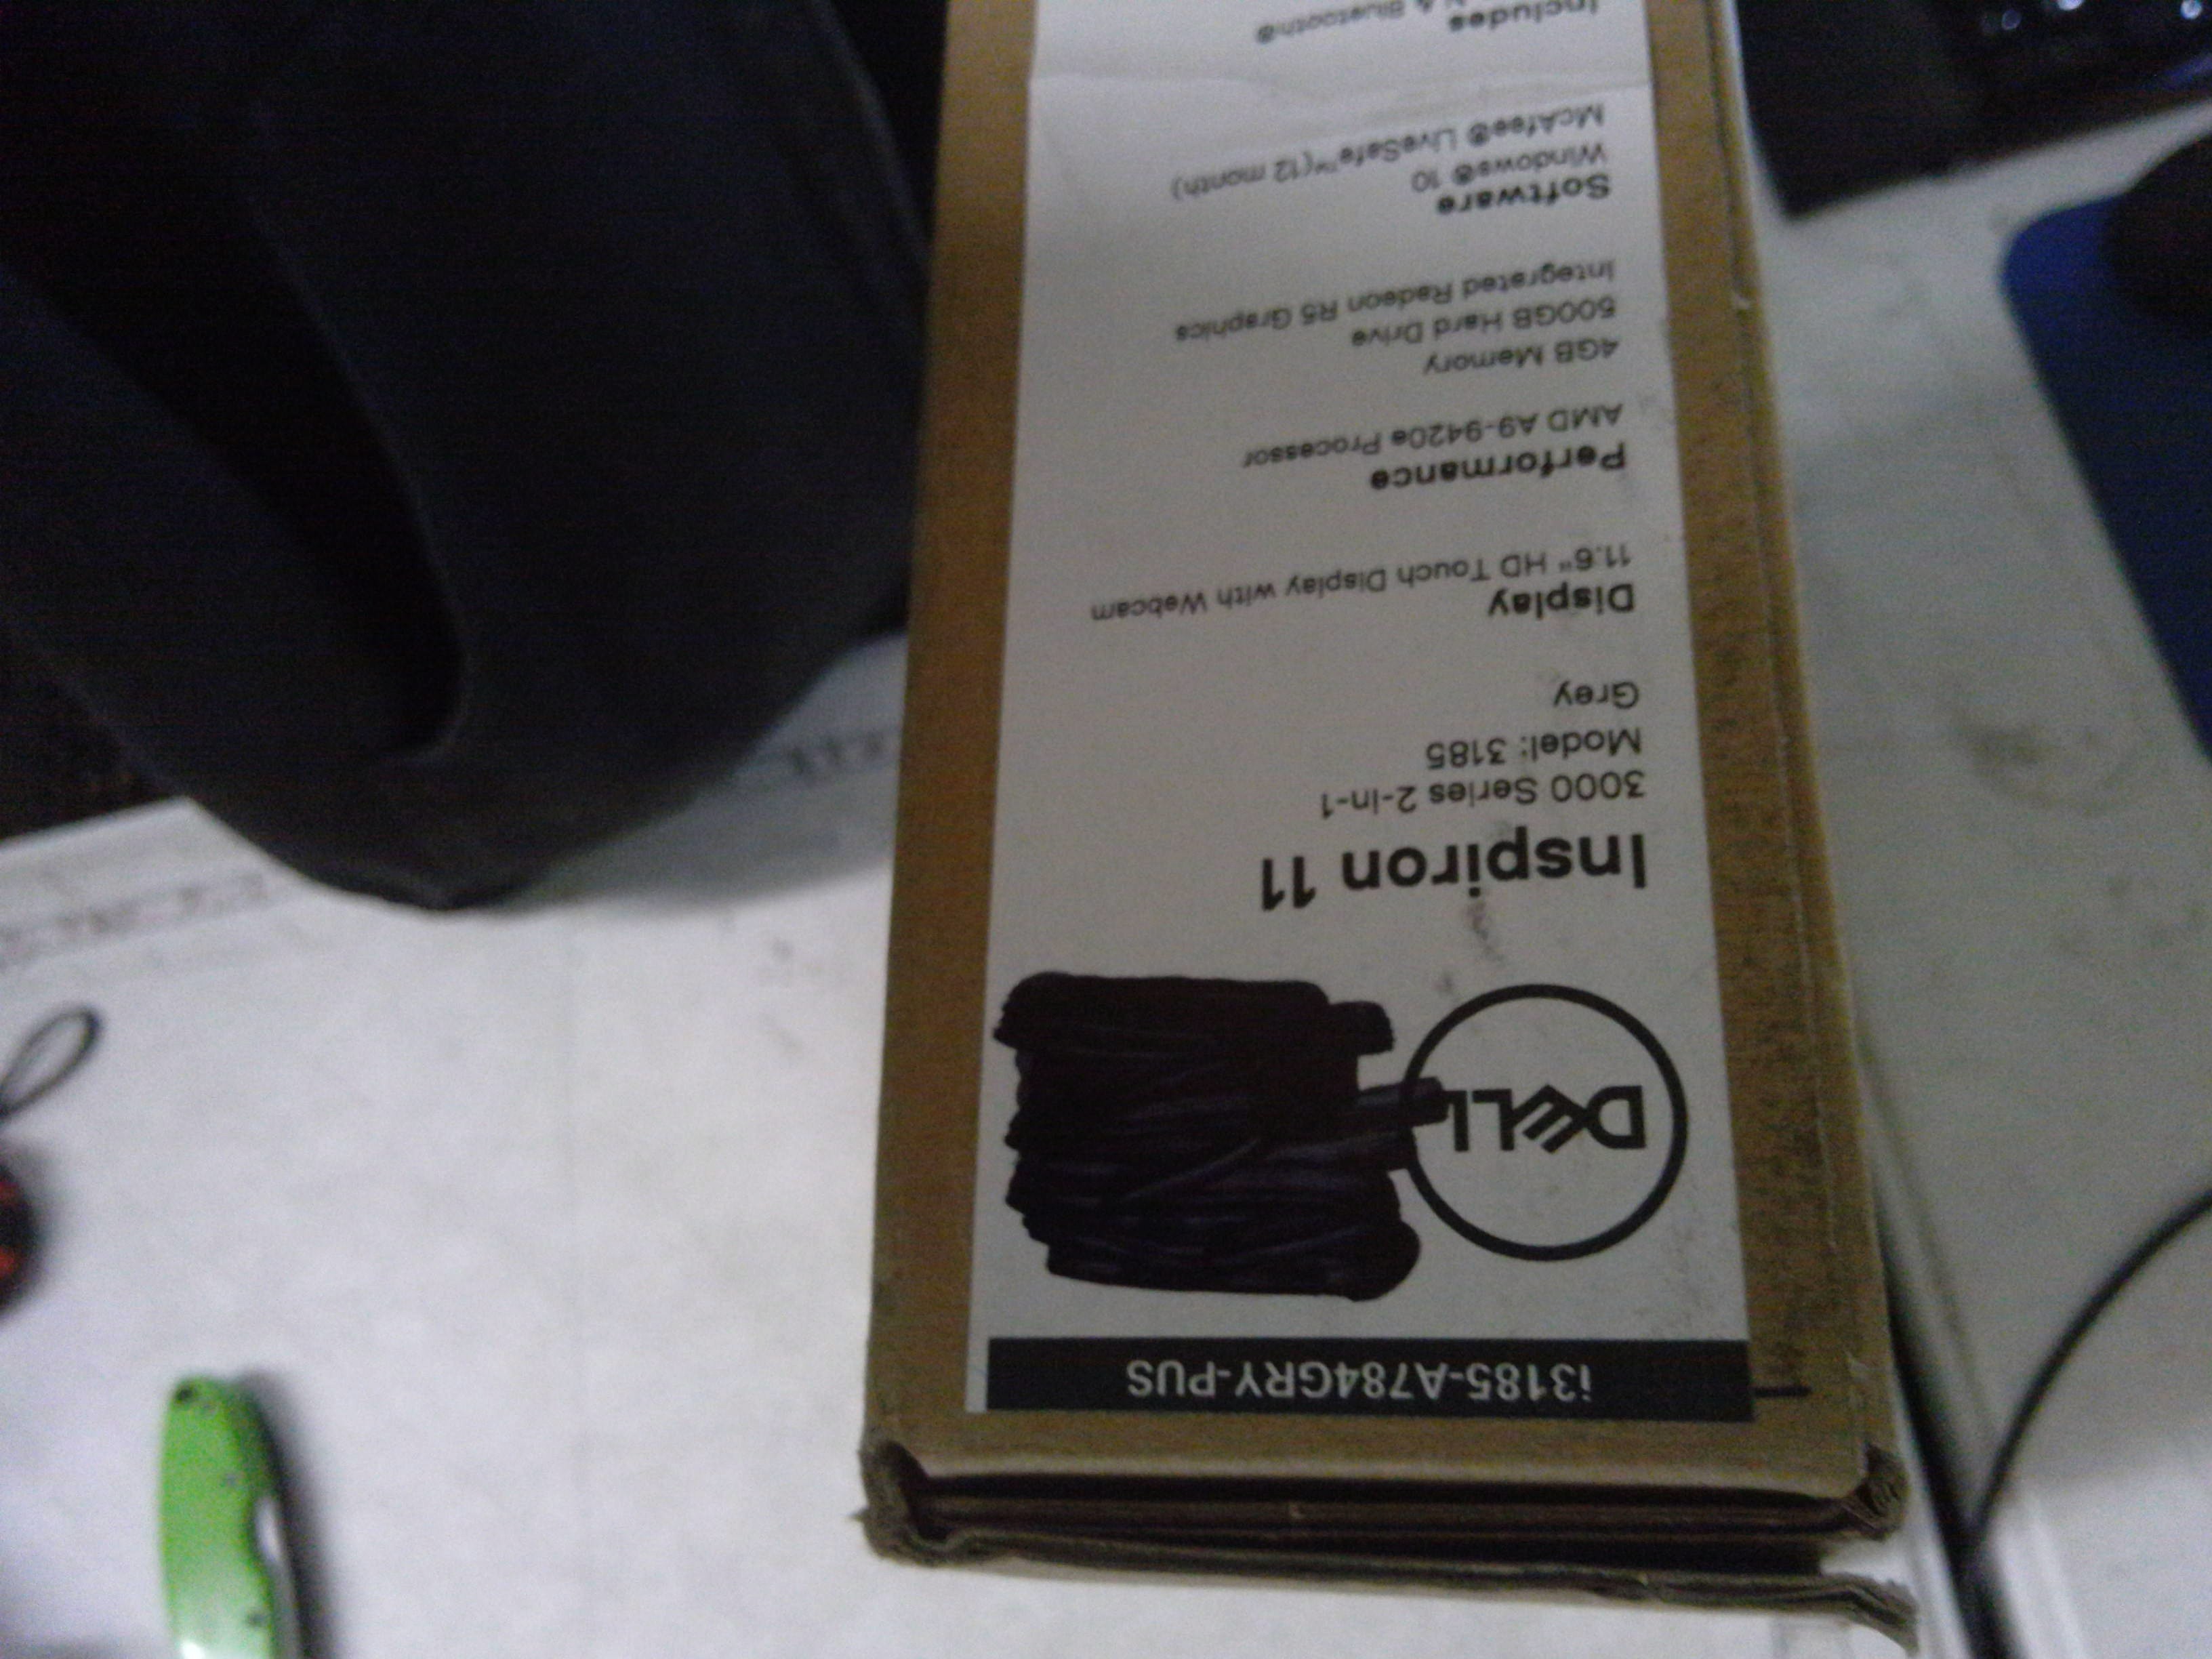 i3185-A784GRY-PUS
DELL
Inspiron 11
3000 Series 2-in-1
Model: 3185
Grey
Display
11.6" HD Touch Display with Webcam
Performance
AMD A9-9420e Processor
4GB Memory
500GB Hard Drive
Integrated Radeon R5 Graphics
Software
Windows® 10
McAfee® LiveSafe™(12 month)
Includes
& Bluetooth®